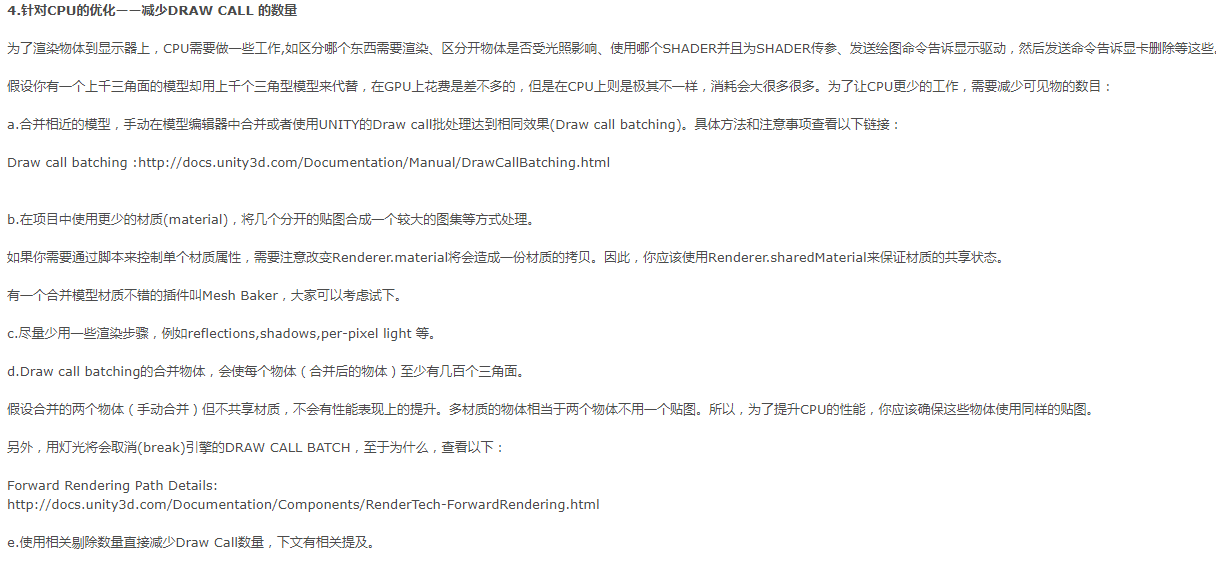 4.针对CPU的优化——减少DRAW CALL 的数量
为了渲染物体到显示器上，CPU需要做一些工作,如区分哪个东西需要渲染、区分开物体是否受光照影响、使用哪个SHADER并且为SHADER传参、发送绘图命令告诉显示驱动，然后发送命令告诉显卡删除等这些
假设你有一个上千三角面的模型却用上千个三角型模型来代替，在GPU上花费是差不多的，但是在CPU上则是极其不一样，消耗会大很多很多。为了让CPU更少的工作，需要减少可见物的数目：
a.合并相近的模型，手动在模型编辑器中合并或者使用UNITY的Draw call批处理达到相同效果(Draw call batching)。具体方法和注意事项查看以下链接：
Draw call batching :http://docs.unity3d.com/Documentation/Manual/DrawCallBatching.html
b.在项目中使用更少的材质(material)，将几个分开的贴图合成一个较大的图集等方式处理。
如果你需要通过脚本来控制单个材质属性，需要注意改变Renderer.material将会造成一份材质的拷贝。因此，你应该使用Renderer.sharedMaterial来保证材质的共享状态。
有一个合并模型材质不错的插件叫Mesh Baker，大家可以考虑试下。
c.尽量少用一些渲染步骤，例如reflections,shadows,per-pixel light 等。
d.Draw call batching的合并物体，会使每个物体（合并后的物体）至少有几百个三角面。
假设合并的两个物体（手动合并）但不共享材质，不会有性能表现上的提升。多材质的物体相当于两个物体不用一个贴图。所以，为了提升CPU的性能，你应该确保这些物体使用同样的贴图。
另外，用灯光将会取消(break)引擎的DRAW CALL BATCH，至于为什么，查看以下：
Forward Rendering Path Details:
http://docs.unity3d.com/Documentation/Components/RenderTech-ForwardRendering.html
e.使用相关剔除数量直接减少Draw Call数量，下文有相关提及。